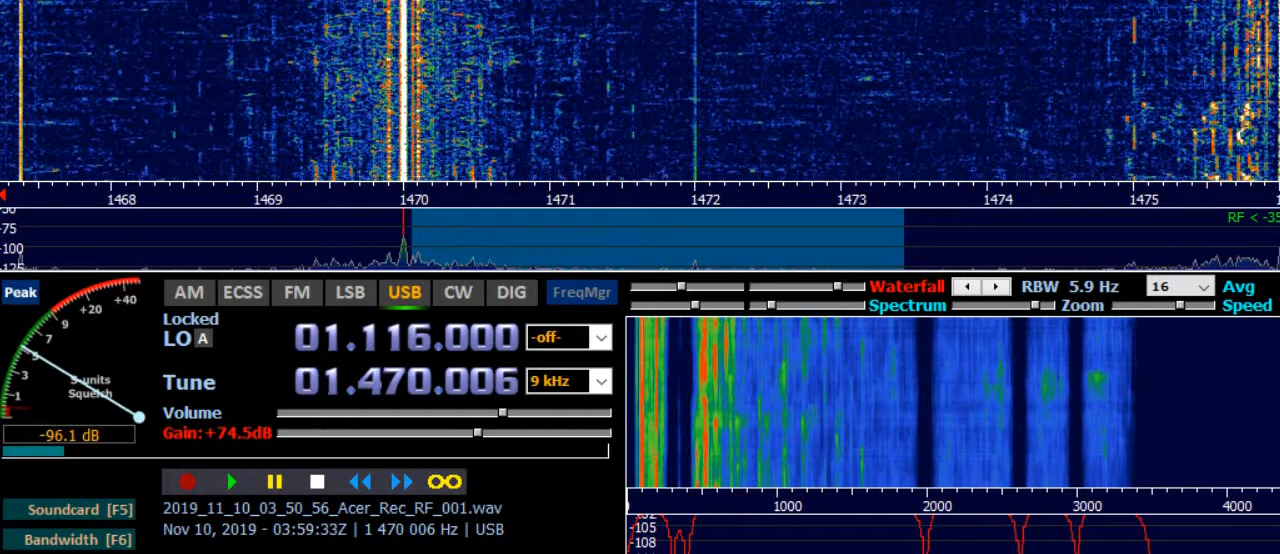 1468 1469 1470 1471 1472 1473 1474 1475
-50
-75
-100
-125
RF < -35
Peak
+40
+20
9
7
5
3
1
S-units
Squelch
-96.1 dB
AM ECSS FM LSB USB CW DIG FreqMgr
Locked
LO A 01.116.000 -off-
Tune 01.470.006 9 kHz
Volume
Gain:+74.5dB
Waterfall RBW 5.9 Hz 16 Avg
Spectrum Zoom Speed
2019_11_10_03_50_56_Acer_Rec_RF_001.wav
Nov 10, 2019 - 03:59:33Z | 1 470 006 Hz | USB
Soundcard [F5]
Bandwidth [F6]
1000 2000 3000 4000
-105
-108